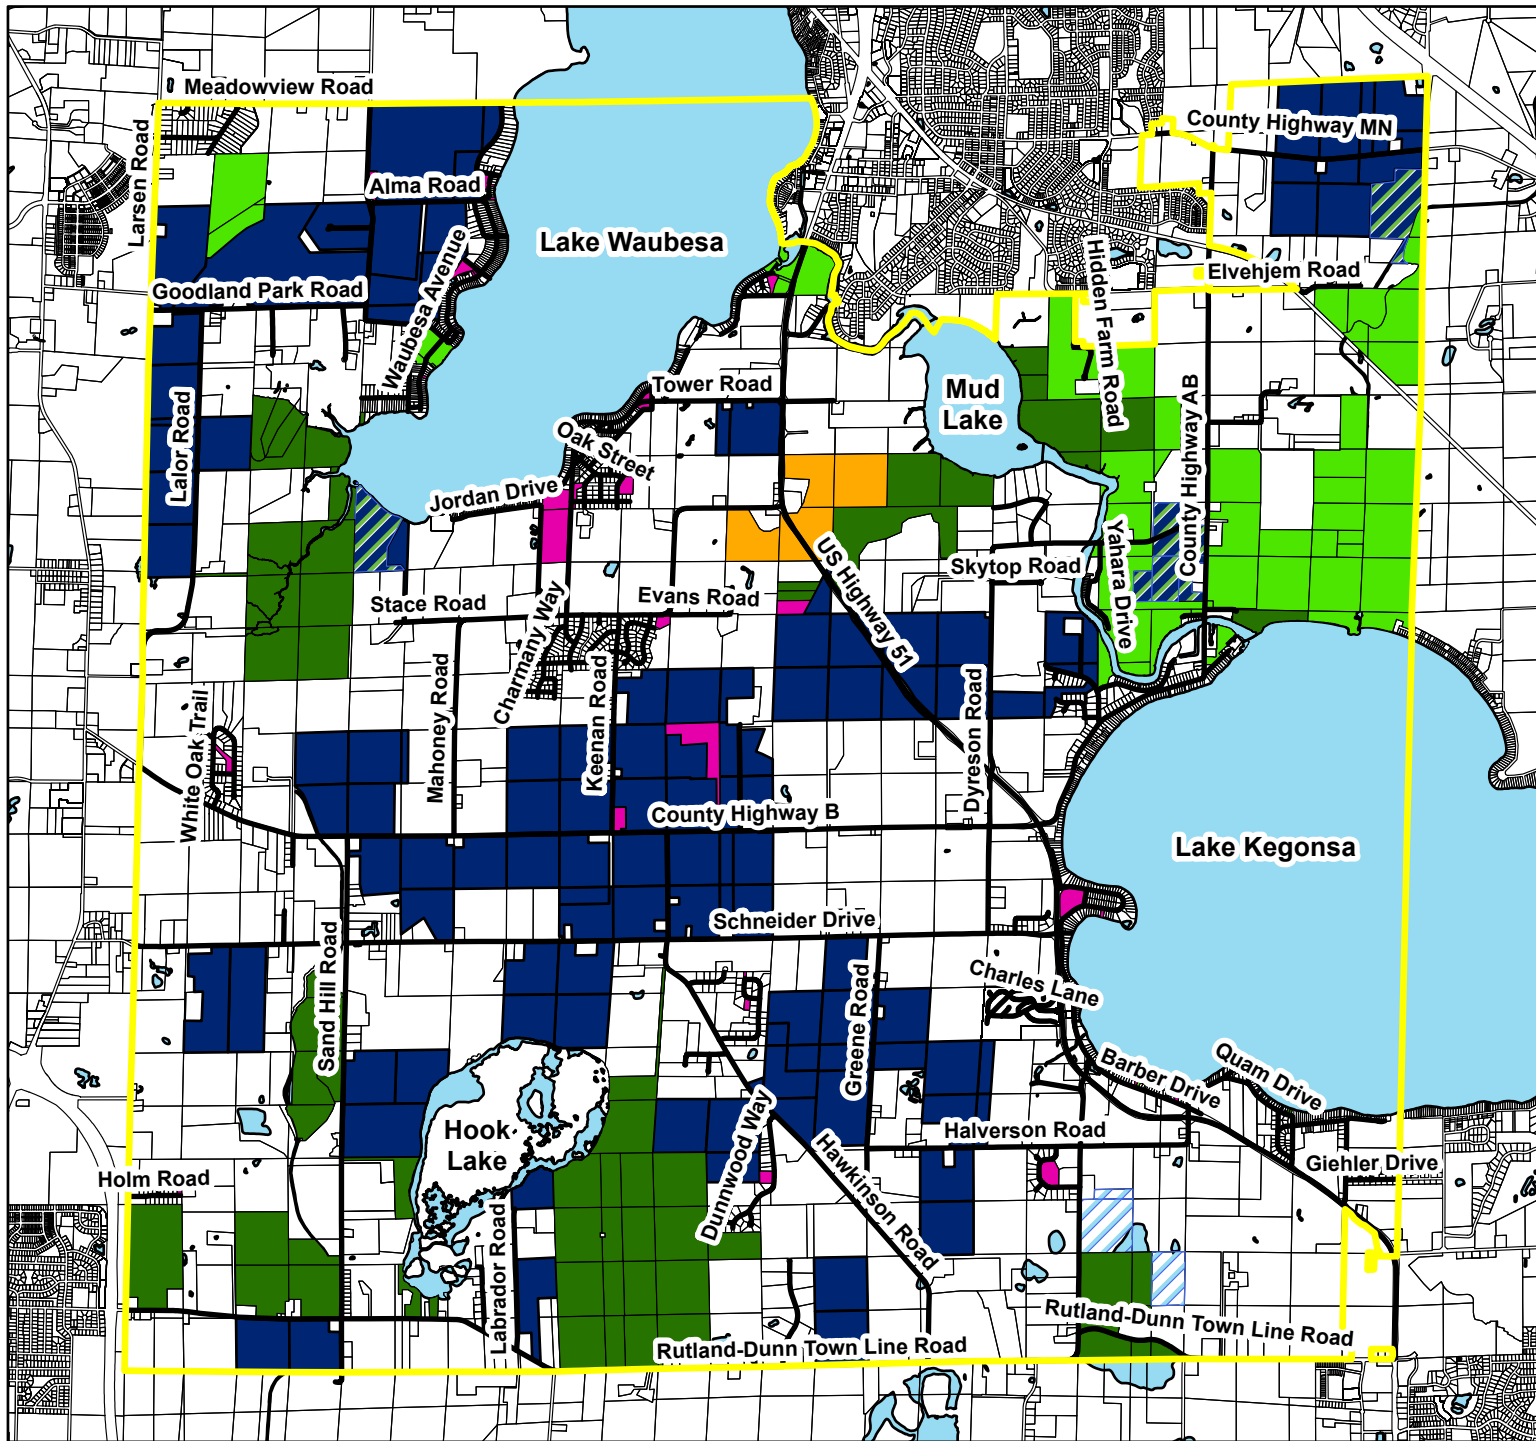 Meadowview Road
County Highway MN
Larsen Road
Alma Road
Lake Waubesa
Waubesa Avenue
Hidden Farm Road
Elvehjem Road
Goodland Park Road
Tower Road
Mud
Lake
Lalor Road
Oak Street
County Highway AB
Jordan Drive
US Highway 51
Yahara Drive
Skytop Road
Stace Road
Evans Road
Charmany Way
Mahoney Road
Keenan Road
Dyreson Road
White Oak Trail
County Highway B
Lake Kegonsa
Schneider Drive
Sand Hill Road
Greene Road
Charles Lane
Barber Drive
Quam Drive
Hook
Lake
Dunnwood Way
Halverson Road
Hawkinson Road
Giehler Drive
Holm Road
Labrador Road
Rutland-Dunn Town Line Road
Rutland-Dunn Town Line Road